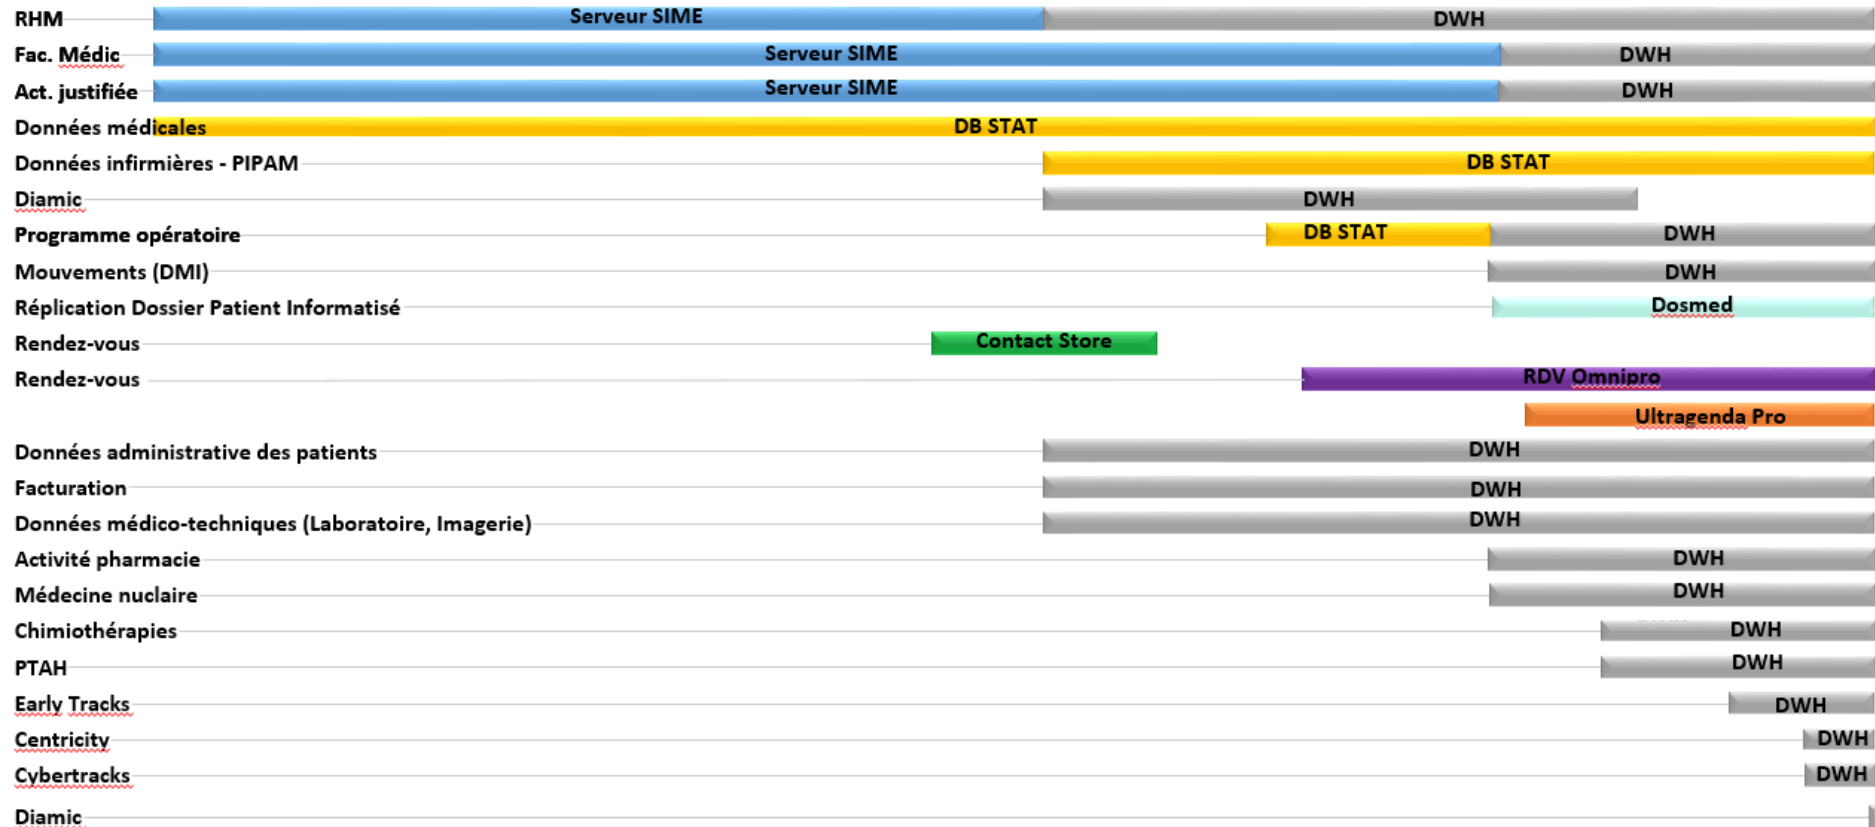 RHM Serveur SIME DWH
Fac. Médic Serveur SIME DWH
Act. justifiée Serveur SIME DWH
Données médicales DB STAT
Données infirmières - PIPAM DB STAT
Diamic DWH
Programme opératoire DB STAT DWH
Mouvements (DMI) DWH
Réplication Dossier Patient Informatisé Dosmed
Rendez-vous Contact Store
Rendez-vous RDV Omnipro
Ultragenda Pro
Données administrative des patients DWH
Facturation DWH
Données médico-techniques (Laboratoire, Imagerie) DWH
Activité pharmacie DWH
Médecine nuclaire DWH
Chimiothérapies DWH
PTAH DWH
Early Tracks DWH
Centricity DWH
Cybertracks DWH
Diamic